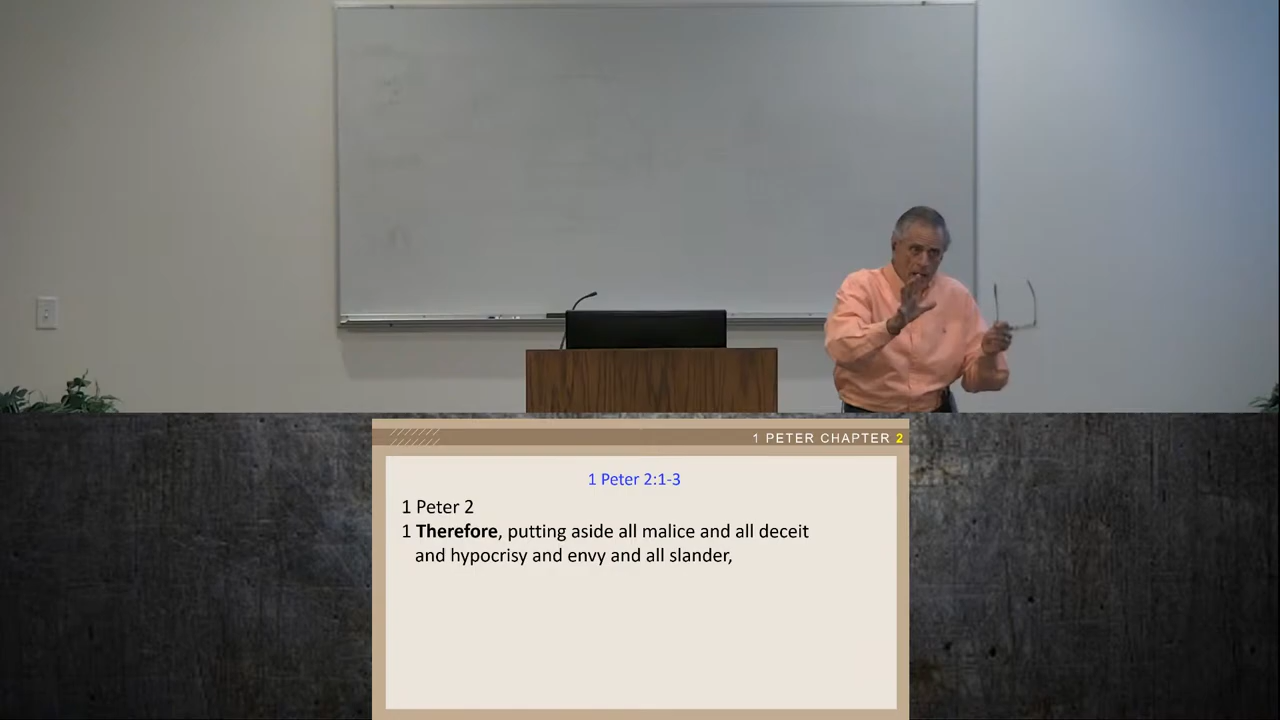 1 PETER CHAPTER 2
1 Peter 2:1-3
1 Peter 2
1 Therefore, putting aside all malice and all deceit
and hypocrisy and envy and all slander,